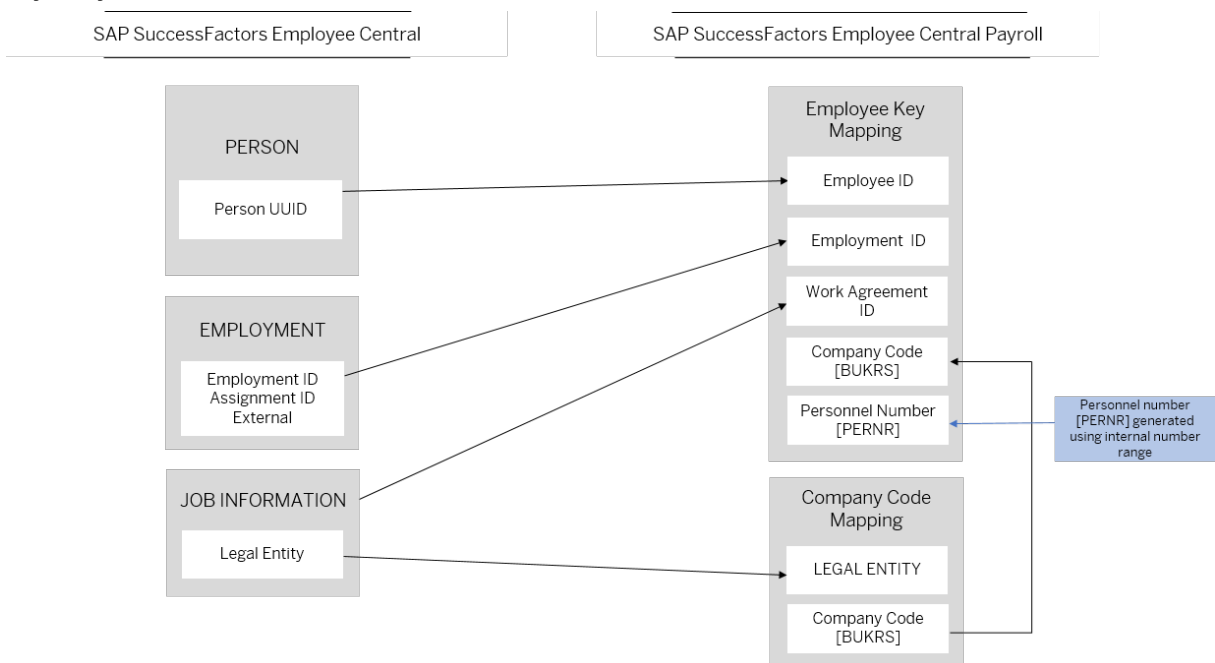 SAP SuccessFactors Employee Central
SAP SuccessFactors Employee Central Payroll
PERSON
Person UUID
EMPLOYMENT
Employment ID
Assignment ID
External
JOB INFORMATION
Legal Entity
Employee Key
Mapping
Employee ID
Employment ID
Work Agreement
ID
Company Code
[BUKRS]
Personnel Number
[PERNR]
Personnel number
[PERNR] generated
using internal number
range
Company Code
Mapping
LEGAL ENTITY
Company Code
[BUKRS]